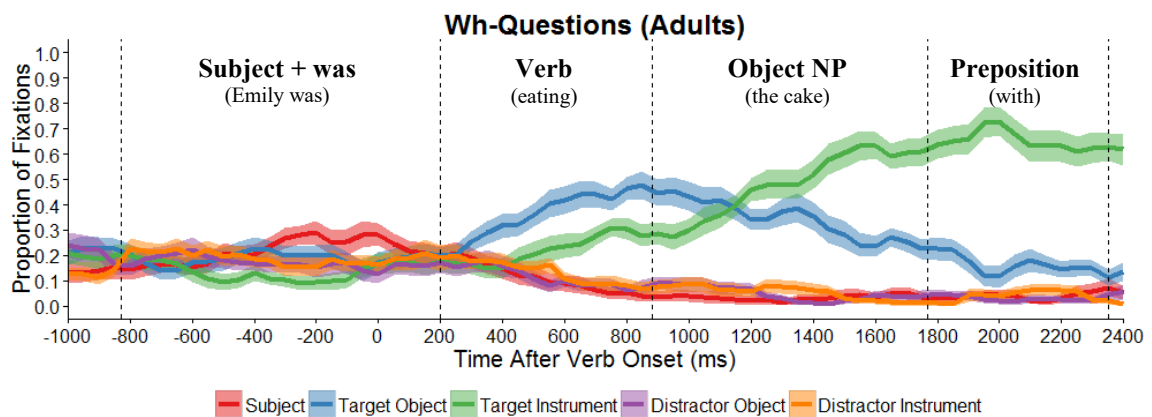 Wh-Questions (Adults)
Proportion of Fixations
1.0
0.9
0.8
0.7
0.6
0.5
0.4
0.3
0.2
0.1
0.0
Subject + was
(Emily was)
Verb
(eating)
Object NP
(the cake)
Preposition
(with)
-1000 -800 -600 -400 -200 0 200 400 600 800 1000 1200 1400 1600 1800 2000 2200 2400
Time After Verb Onset (ms)
Subject Target Object Target Instrument Distractor Object Distractor Instrument